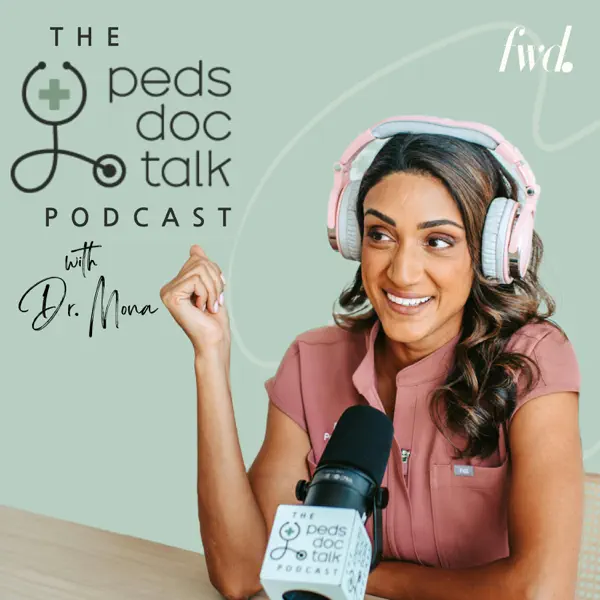 THE
peds
doc
talk
PODCAST
with
Dr. Mona
fwd.
THE
peds
doc
talk
PODCAST